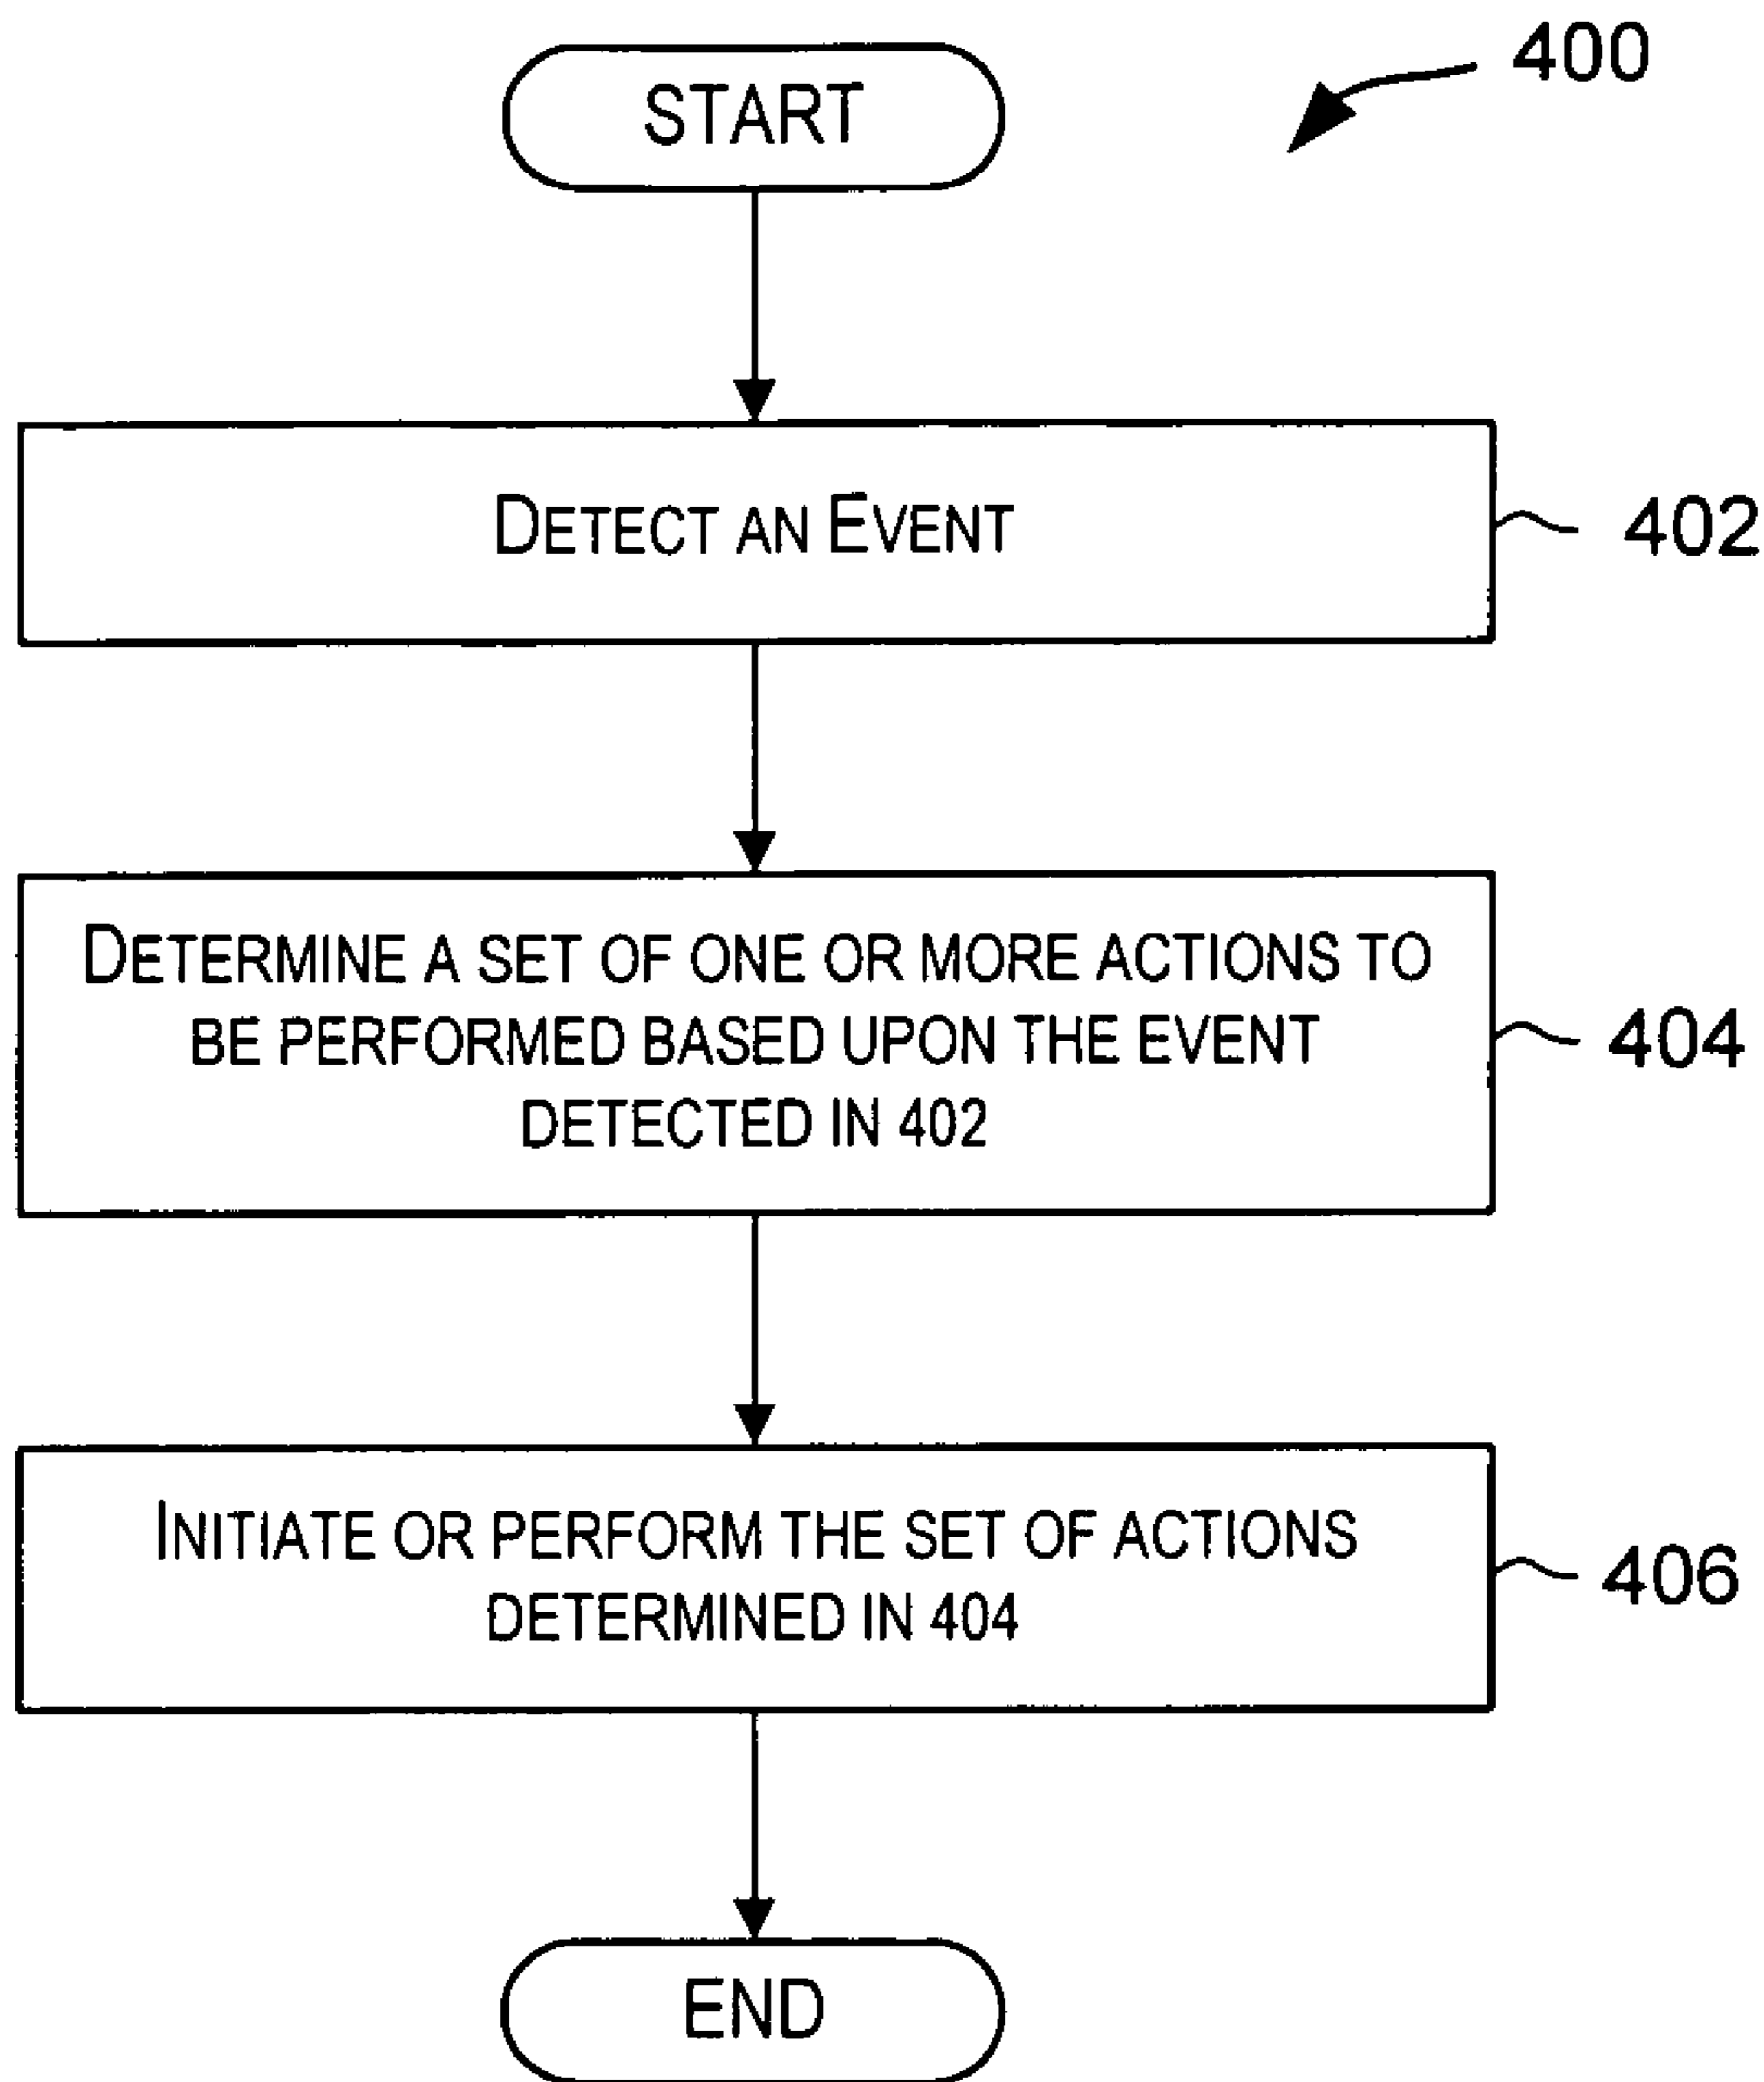 400
START
DETECT AN EVENT
402
DETERMINE A SET OF ONE OR MORE ACTIONS TO
BE PERFORMED BASED UPON THE EVENT
DETECTED IN 402
404
INITIATE OR PERFORM THE SET OF ACTIONS
DETERMINED IN 404
406
END